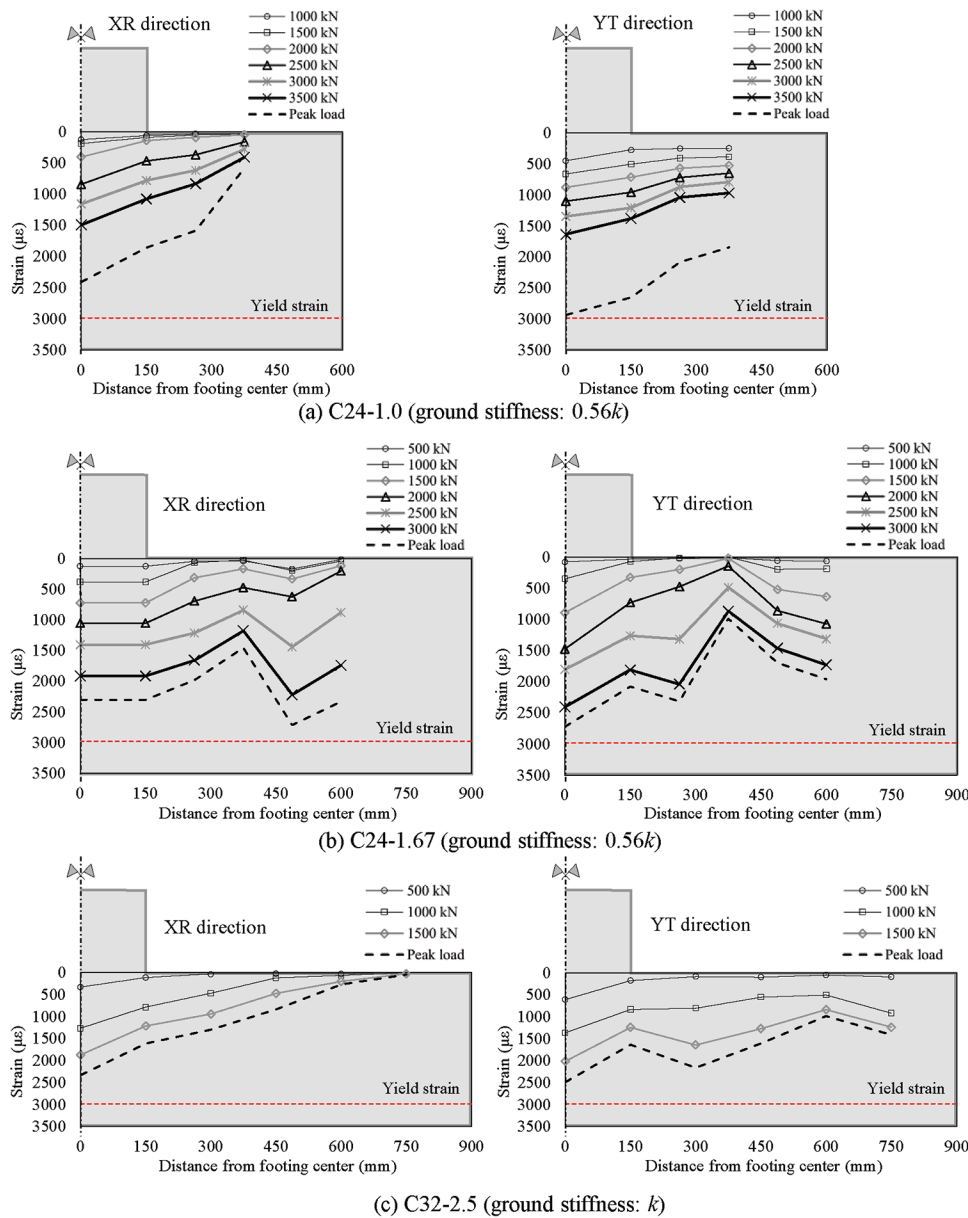 XR direction
1000 kN
1500 kN
2000 kN
2500 kN
3000 kN
3500 kN
Peak load
0
500
1000
1500
2000
2500
3000
3500
Strain (με)
Yield strain
0 150 300 450 600
Distance from footing center (mm)
YT direction
1000 kN
1500 kN
2000 kN
2500 kN
3000 kN
3500 kN
Peak load
0
500
1000
1500
2000
2500
3000
3500
Strain (με)
Yield strain
0 150 300 450 600
Distance from footing center (mm)
(a) C24-1.0 (ground stiffness: 0.56k)
500 kN
1000 kN
1500 kN
2000 kN
2500 kN
3000 kN
Peak load
XR direction
0
500
1000
1500
2000
2500
3000
3500
Strain (με)
Yield strain
0 150 300 450 600 750 900
Distance from footing center (mm)
500 kN
1000 kN
1500 kN
2000 kN
2500 kN
3000 kN
Peak load
YT direction
0
500
1000
1500
2000
2500
3000
3500
Strain (με)
Yield strain
0 150 300 450 600 750 900
Distance from footing center (mm)
(b) C24-1.67 (ground stiffness: 0.56k)
500 kN
1000 kN
1500 kN
Peak load
XR direction
0
500
1000
1500
2000
2500
3000
3500
Strain (με)
Yield strain
0 150 300 450 600 750 900
Distance from footing center (mm)
500 kN
1000 kN
1500 kN
Peak load
YT direction
0
500
1000
1500
2000
2500
3000
3500
Strain (με)
Yield strain
0 150 300 450 600 750 900
Distance from footing center (mm)
(c) C32-2.5 (ground stiffness: k)